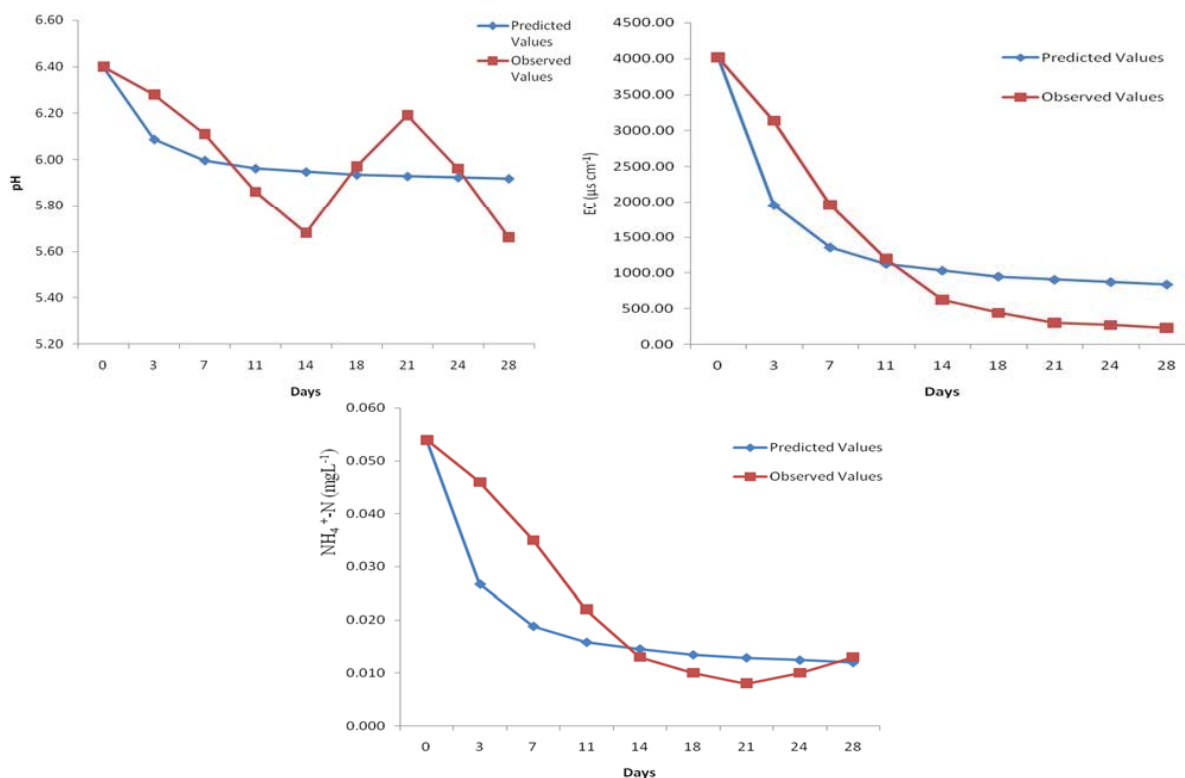 6.60
6.40
6.20
6.00
5.80
5.60
5.40
5.20
pH
0 3 7 11 14 18 21 24 28
Days
Predicted
Values
Observed
Values
4500.00
4000.00
3500.00
3000.00
2500.00
2000.00
1500.00
1000.00
500.00
0.00
EC (µs cm⁻¹)
0 3 7 11 14 18 21 24 28
Days
Predicted Values
Observed Values
0.060
0.050
0.040
0.030
0.020
0.010
0.000
NH₄⁺-N (mgL⁻¹)
0 3 7 11 14 18 21 24 28
Days
Predicted Values
Observed Values